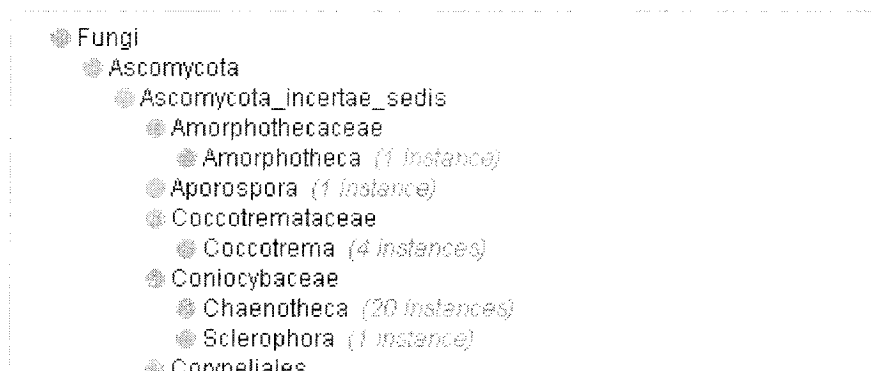 Fungi
Ascomycota
Ascomycota_incertae_sedis
Amorphothecaceae
Amorphotheca (1 instance)
Aporospora (1 instance)
Coccotremataceae
Coccotrema (4 instances)
Coniocybaceae
Chaenotheca (20 instances)
Sclerophora (1 instance)
Coryneliales